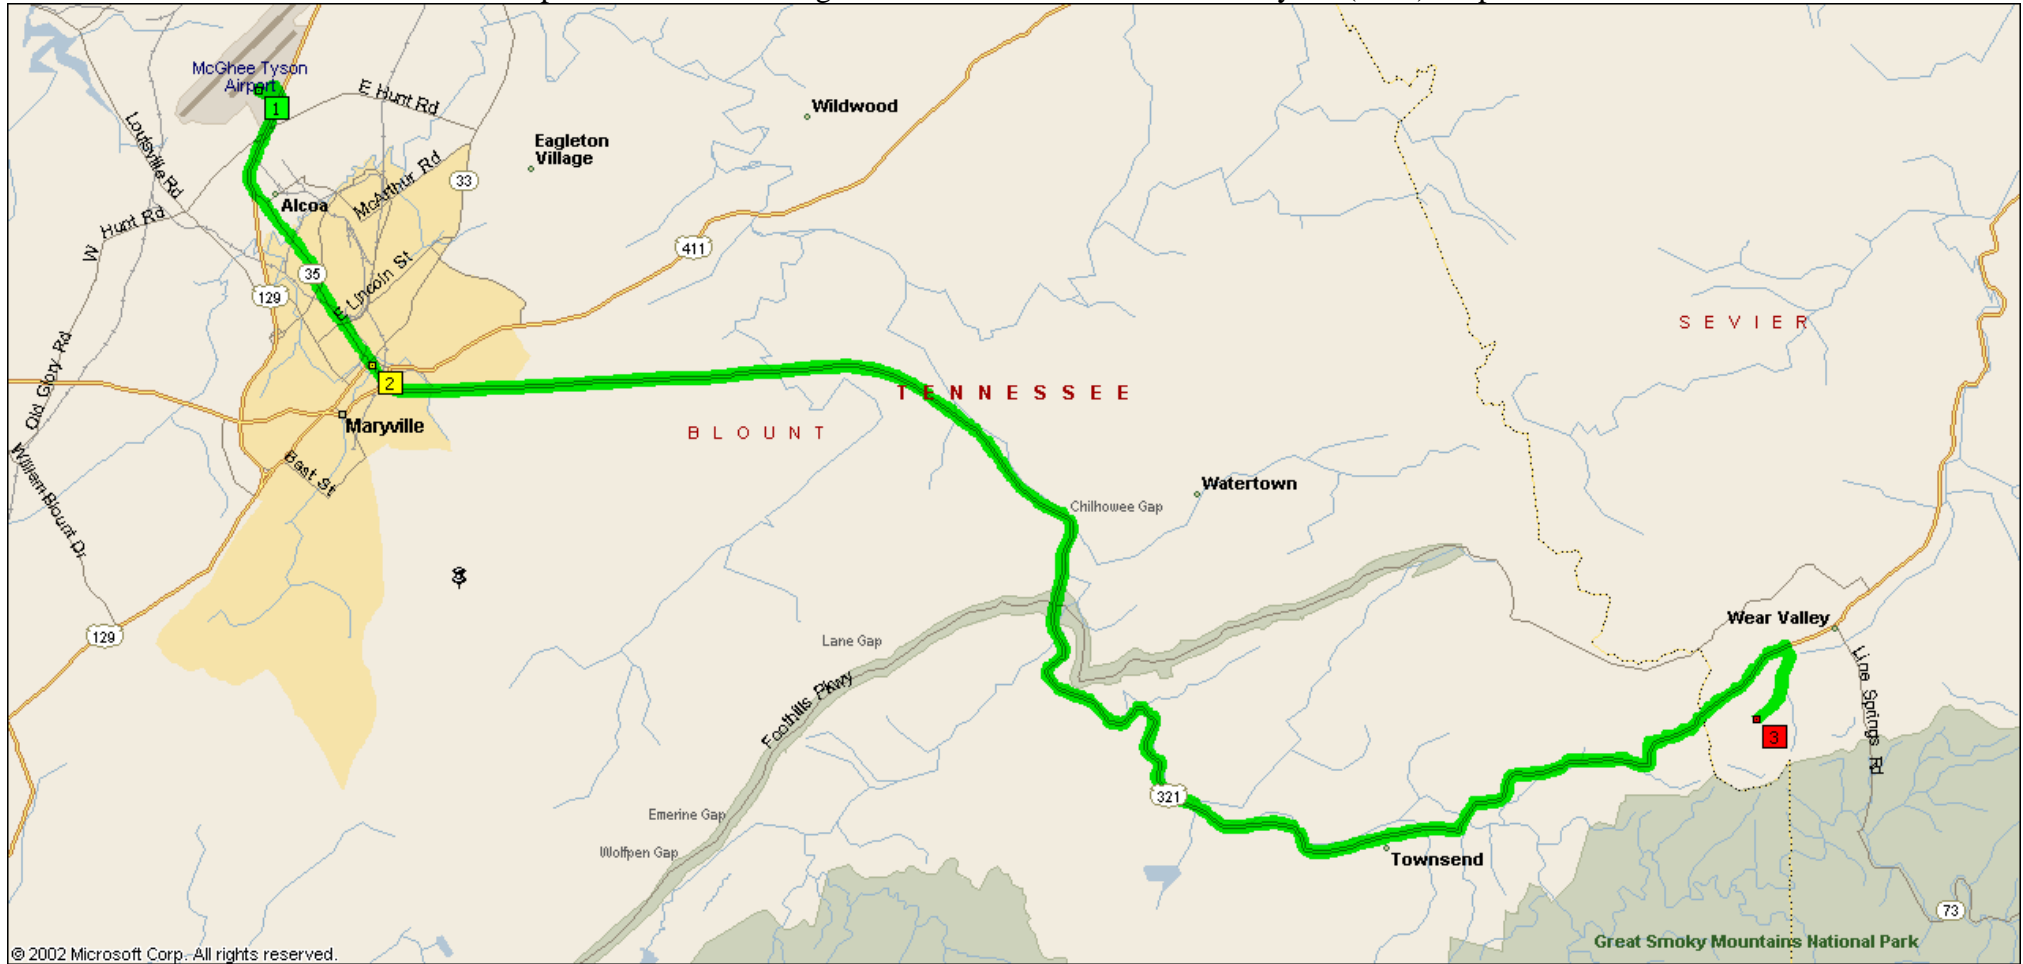 McGhee Tyson
Airport
1
E Hunt Rd
Wildwood
Louisville Rd
Eagleton
Village
McArthur Rd
33
Alcoa
W Hunt Rd
411
35
E Lincoln St
129
SEVIER
Old Glory Rd
2
TENNESSEE
Maryville
BLOUNT
East St
William Blount Dr
Watertown
Chilhowee Gap
129
Lane Gap
Wear Valley
Foothills Pkwy
Line Springs Rd
3
321
Emerine Gap
Wolfpen Gap
Townsend
73
Great Smoky Mountains National Park
© 2002 Microsoft Corp. All rights reserved.